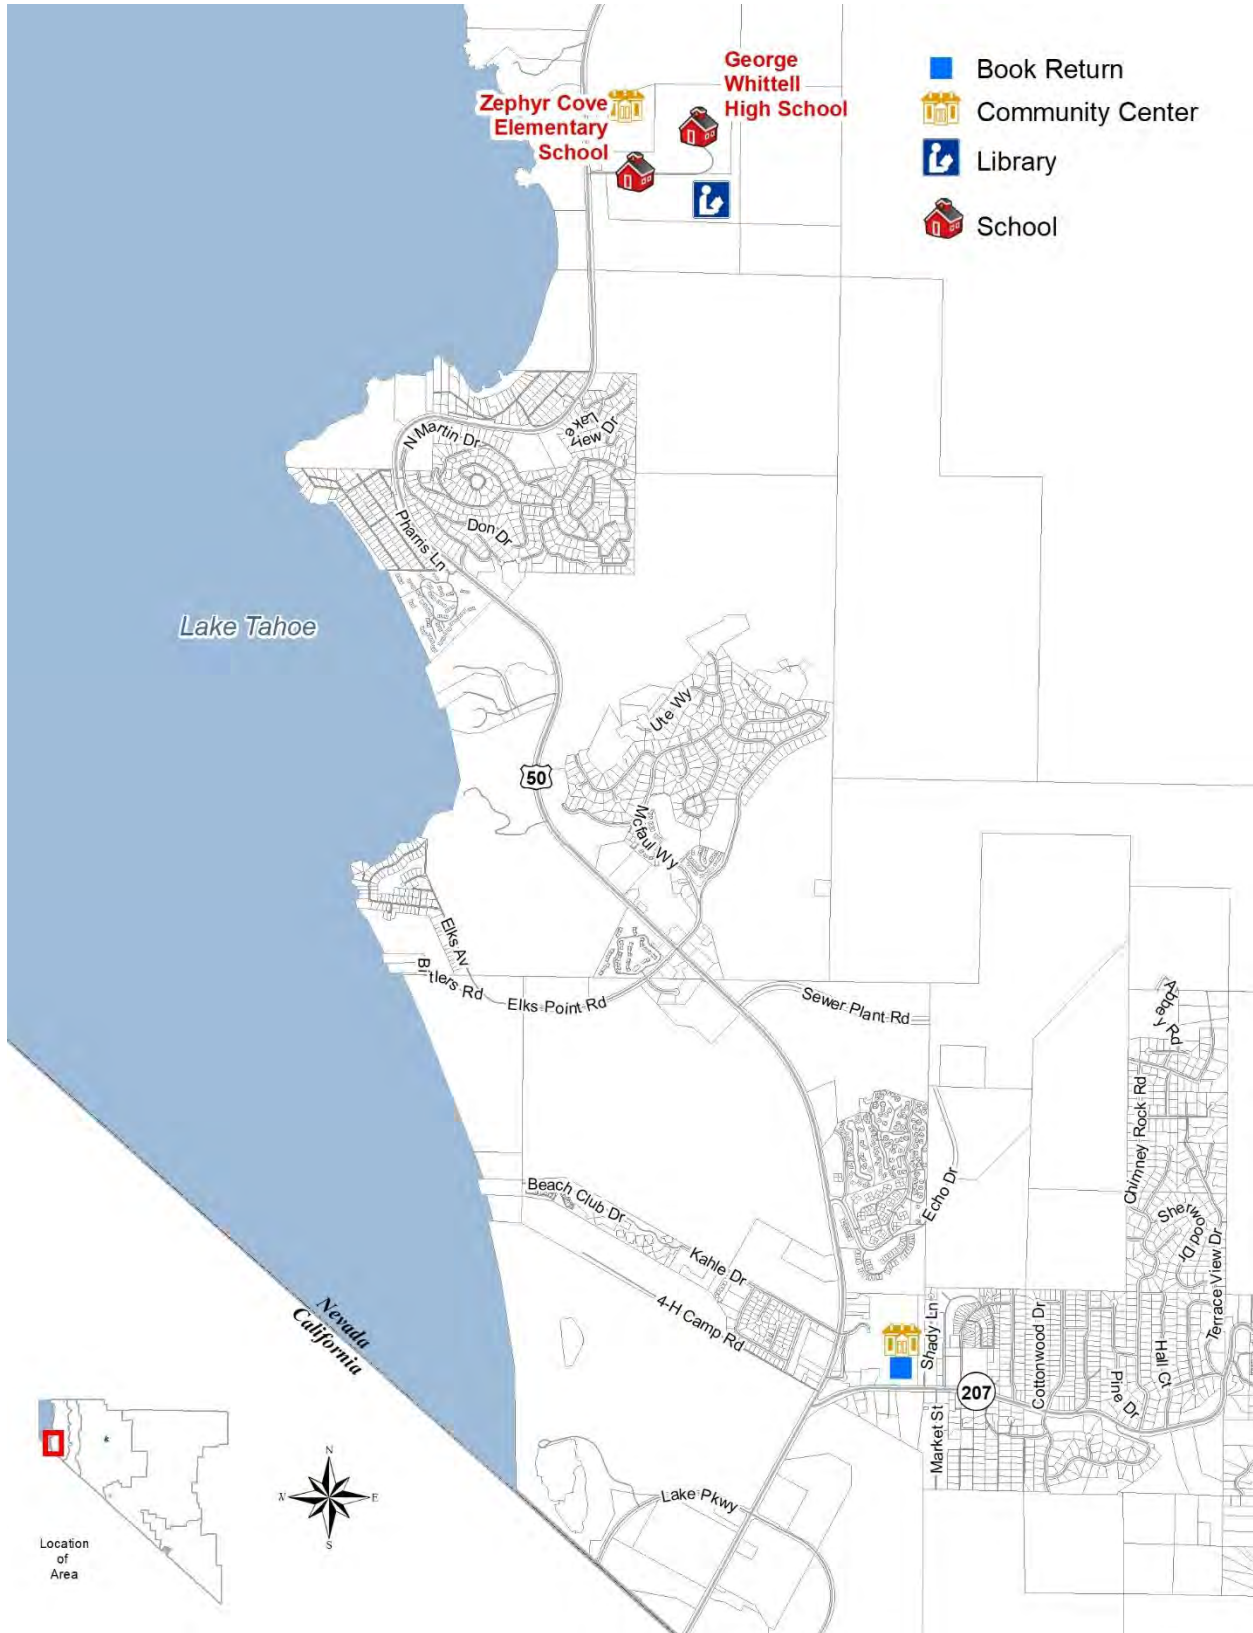 George
Whittell
High School
Zephyr Cove
Elementary
School
Book Return
Community Center
Library
School
N Martin Dr
Lake
View Dr
Don Dr
Pharris Ln
Lake Tahoe
Ute Wy
50
Mcfaul Wy
Elks Av
Bitlers Rd
Elks Point Rd
Sewer Plant Rd
Abbey Rd
Chimney Rock Rd
Echo Dr
Beach Club Dr
Sherwood Dr
Kahle Dr
Terrace View Dr
4-H Camp Rd
Nevada
California
Shady Ln
Cottonwood Dr
Hall Ct
Pine Dr
207
Market St
Lake Pkwy
N
W
E
S
Location
of
Area